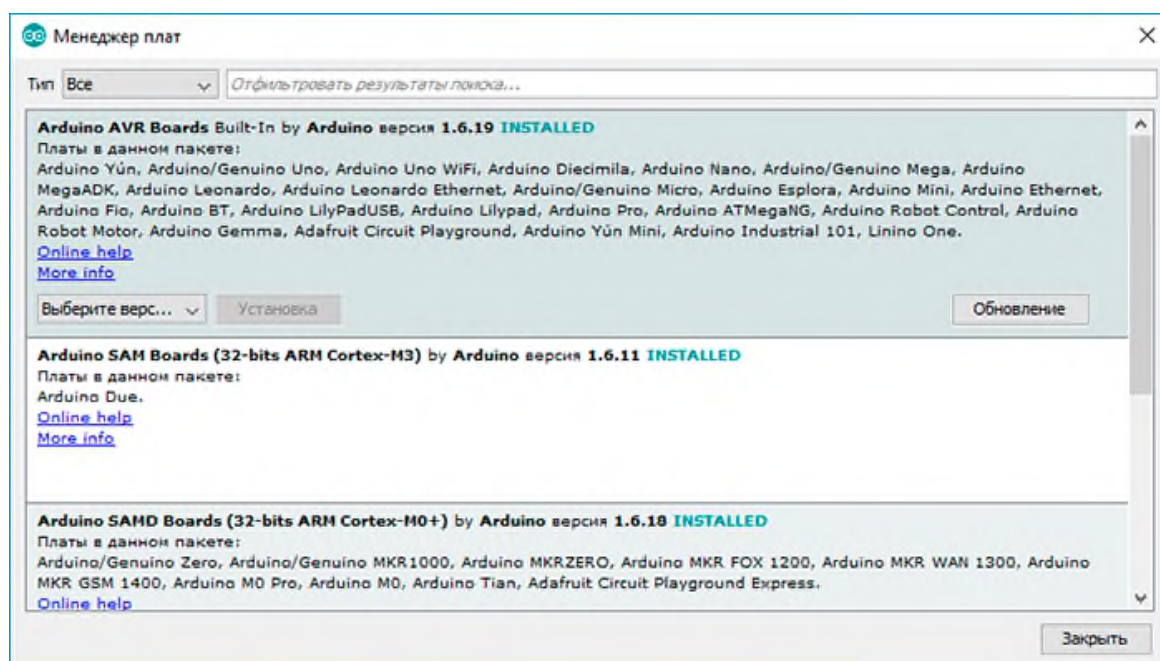 Менеджер плат
Тип Все Отфильтровать результаты поиска...
Arduino AVR Boards Built-In by Arduino версия 1.6.19 INSTALLED
Платы в данном пакете:
Arduino Yún, Arduino/Genuino Uno, Arduino Uno WiFi, Arduino Diecimila, Arduino Nano, Arduino/Genuino Mega, Arduino
MegaADK, Arduino Leonardo, Arduino Leonardo Ethernet, Arduino/Genuino Micro, Arduino Esplora, Arduino Mini, Arduino Ethernet,
Arduino Fio, Arduino BT, Arduino LilyPadUSB, Arduino Lilypad, Arduino Pro, Arduino ATMegaNG, Arduino Robot Control, Arduino
Robot Motor, Arduino Gemma, Adafruit Circuit Playground, Arduino Yún Mini, Arduino Industrial 101, Linino One.
Online help
More info
Выберите верс... Установка Обновление
Arduino SAM Boards (32-bits ARM Cortex-M3) by Arduino версия 1.6.11 INSTALLED
Платы в данном пакете:
Arduino Due.
Online help
More info
Arduino SAMD Boards (32-bits ARM Cortex-M0+) by Arduino версия 1.6.18 INSTALLED
Платы в данном пакете:
Arduino/Genuino Zero, Arduino/Genuino MKR1000, Arduino MKRZERO, Arduino MKR FOX 1200, Arduino MKR WAN 1300, Arduino
MKR GSM 1400, Arduino M0 Pro, Arduino M0, Arduino Tian, Adafruit Circuit Playground Express.
Online help
Закрыть